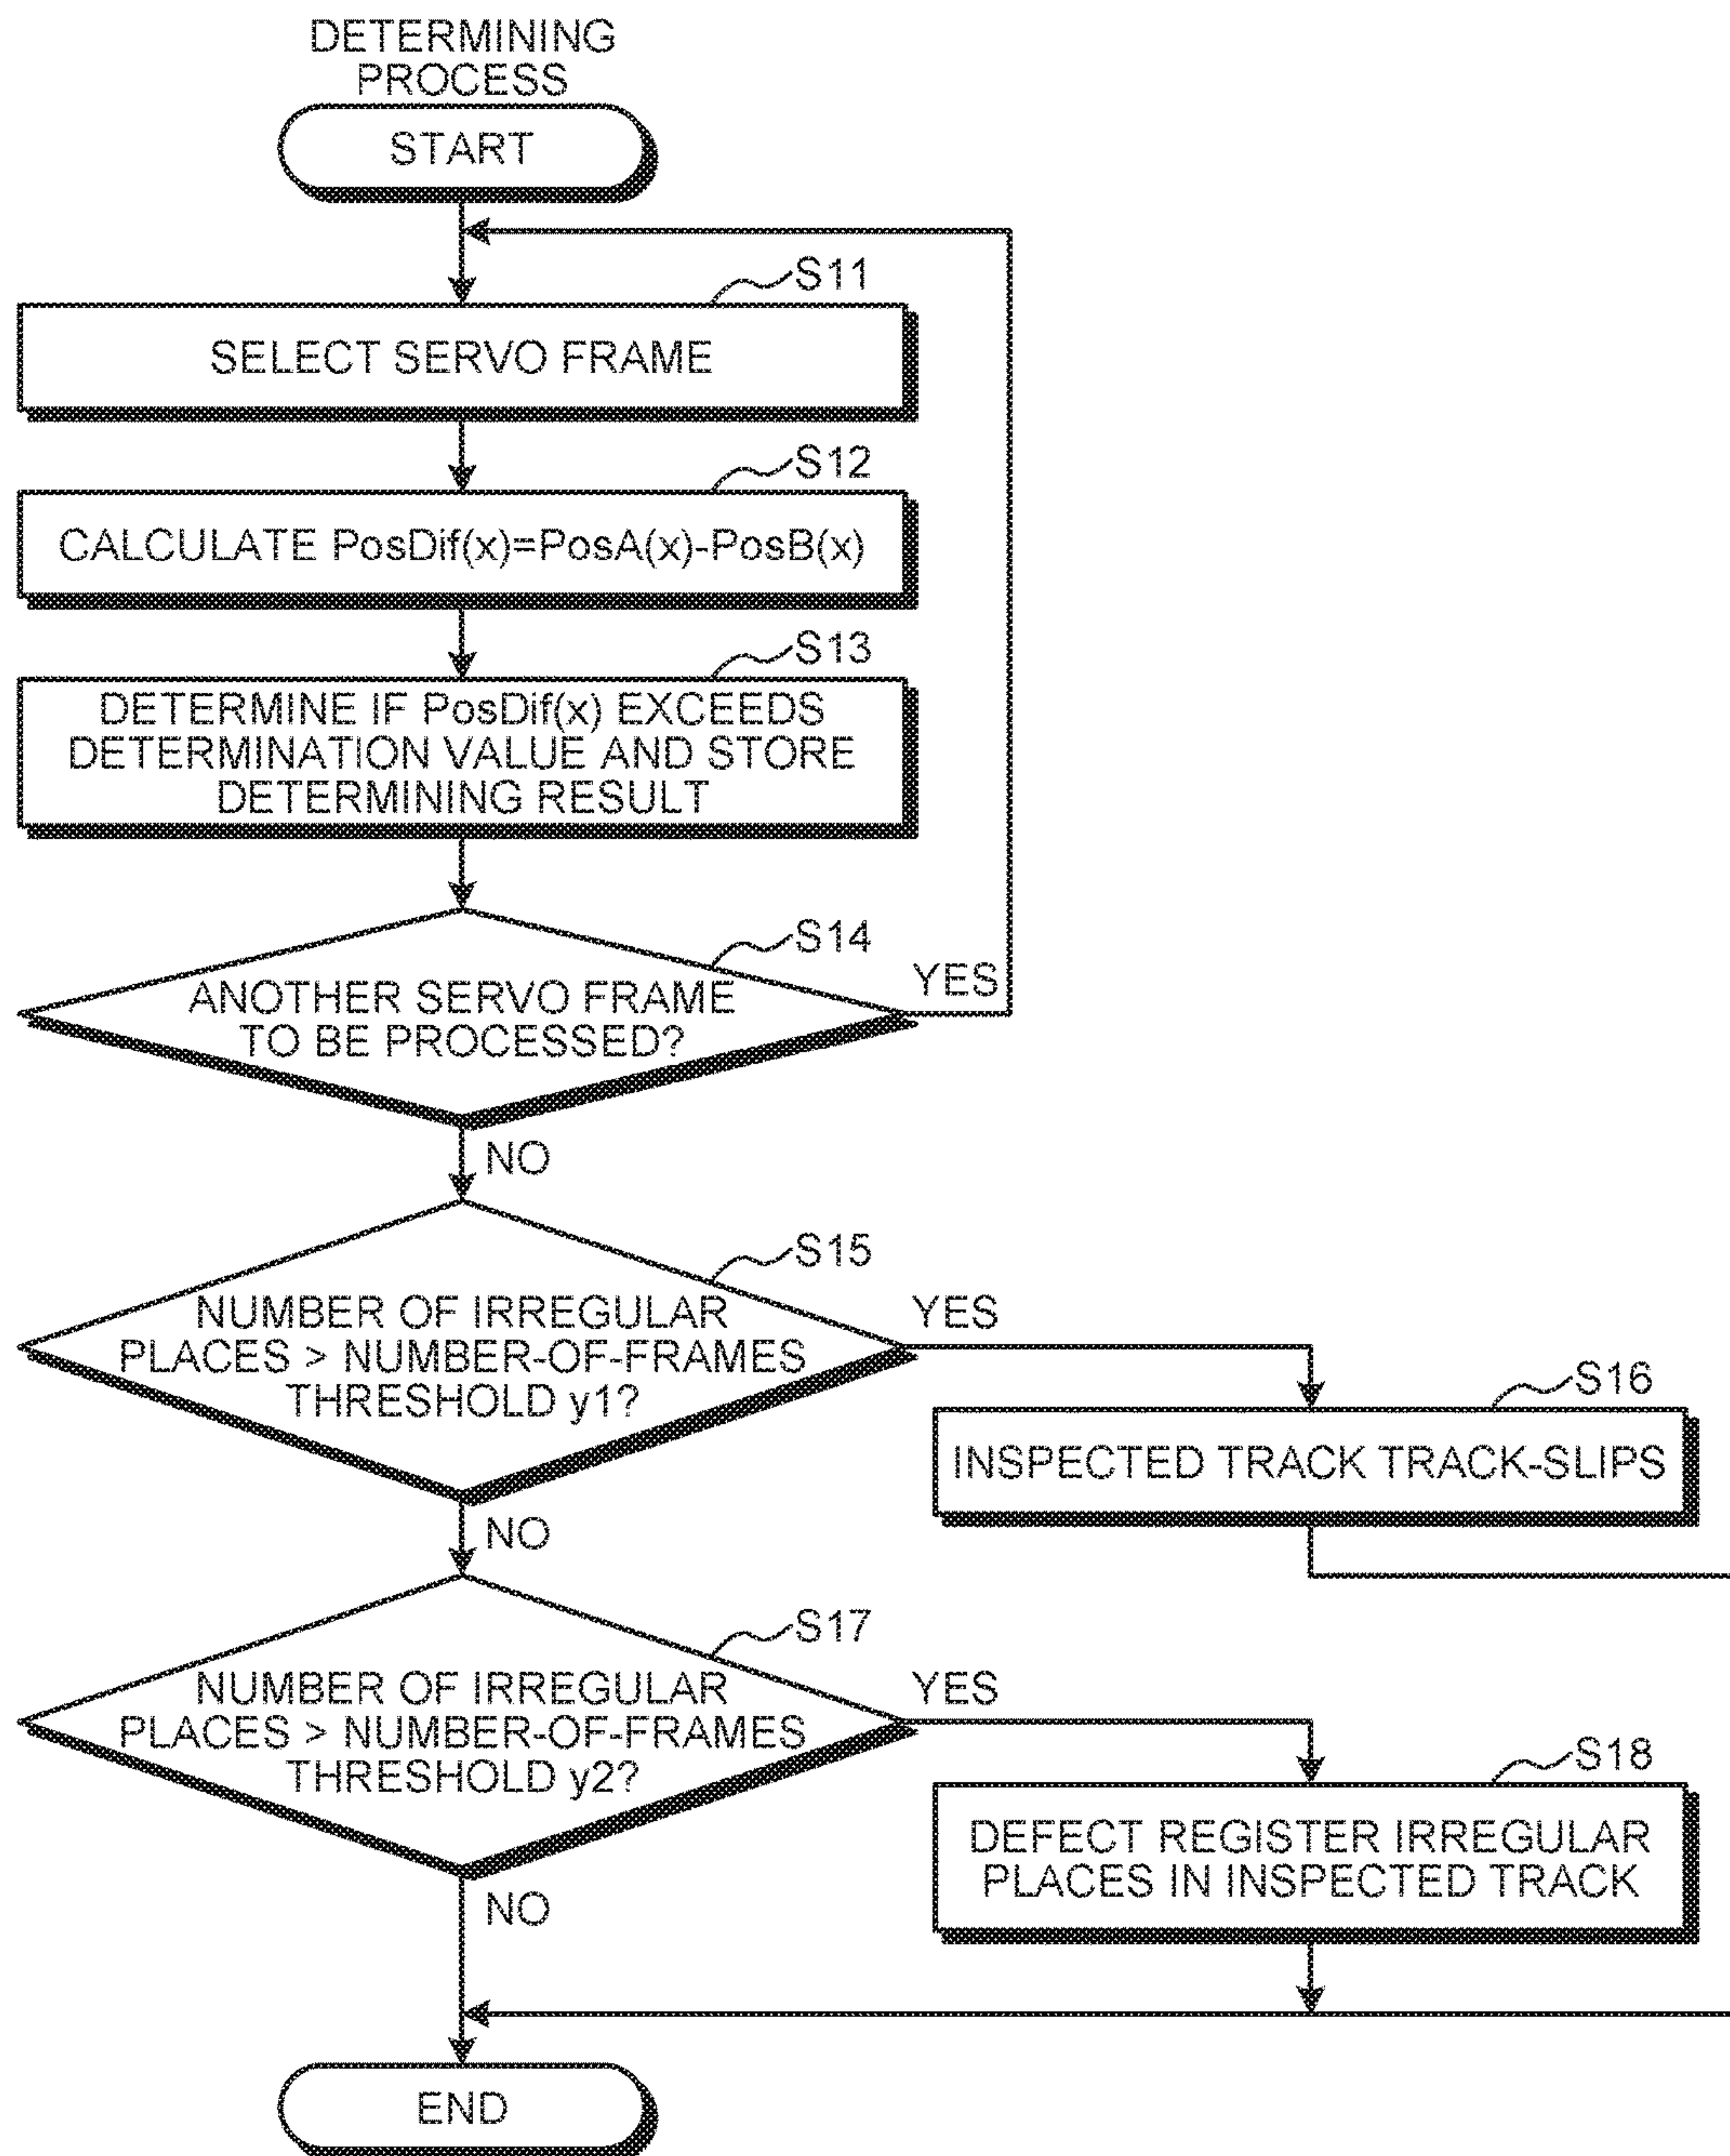 DETERMINING
PROCESS
START
S11
SELECT SERVO FRAME
S12
CALCULATE PosDif(x)=PosA(x)-PosB(x)
S13
DETERMINE IF PosDif(x) EXCEEDS
DETERMINATION VALUE AND STORE
DETERMINING RESULT
S14
ANOTHER SERVO FRAME
TO BE PROCESSED?
YES
NO
S15
NUMBER OF IRREGULAR
PLACES > NUMBER-OF-FRAMES
THRESHOLD y1?
YES
S16
INSPECTED TRACK TRACK-SLIPS
NO
S17
NUMBER OF IRREGULAR
PLACES > NUMBER-OF-FRAMES
THRESHOLD y2?
YES
S18
DEFECT REGISTER IRREGULAR
PLACES IN INSPECTED TRACK
NO
END